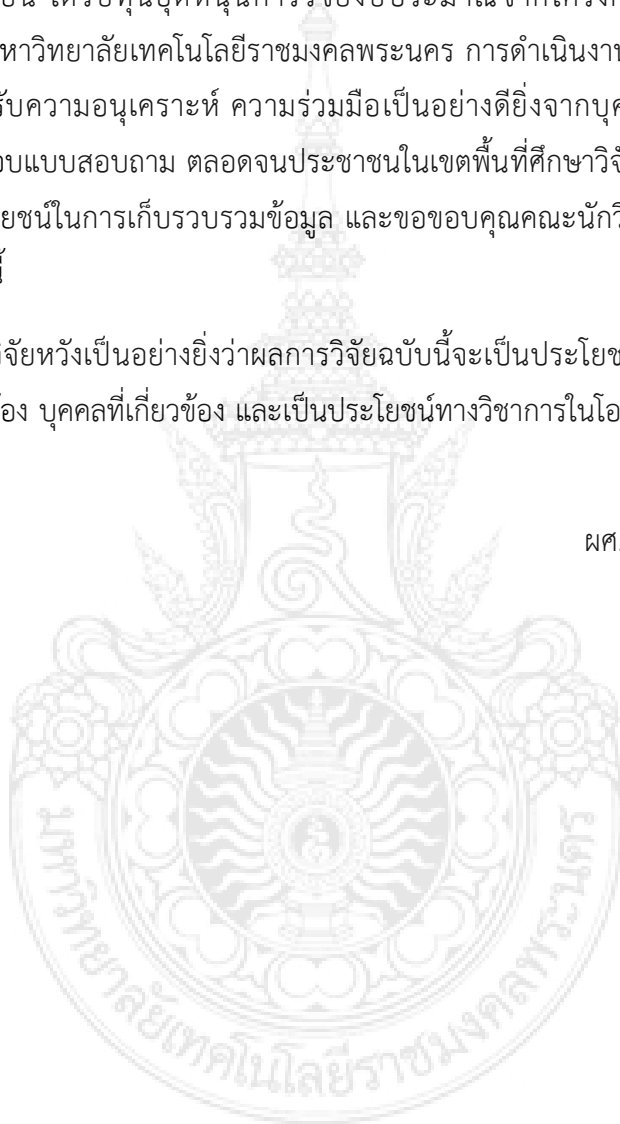 ได้รับทุนอุดหนุนการวิจัยงบประมาณจากโครงก
หาวิทยาลัยเทคโนโลยีราชมงคลพระนคร การดำเนินงาน
รับความอนุเคราะห์ ความร่วมมือเป็นอย่างดียิ่งจากบุค
อบแบบสอบถาม ตลอดจนประชาชนในเขตพื้นที่ศึกษาวิจั
ยชน์ในการเก็บรวบรวมข้อมูล และขอขอบคุณคณะนักวิ
นี้
วิจัยหวังเป็นอย่างยิ่งว่าผลการวิจัยฉบับนี้จะเป็นประโยช
ข้อง บุคคลที่เกี่ยวข้อง และเป็นประโยชน์ทางวิชาการในโอ
ผศ.
มหาวิทยาลัยเทคโนโลยีราชมงคลพระนคร